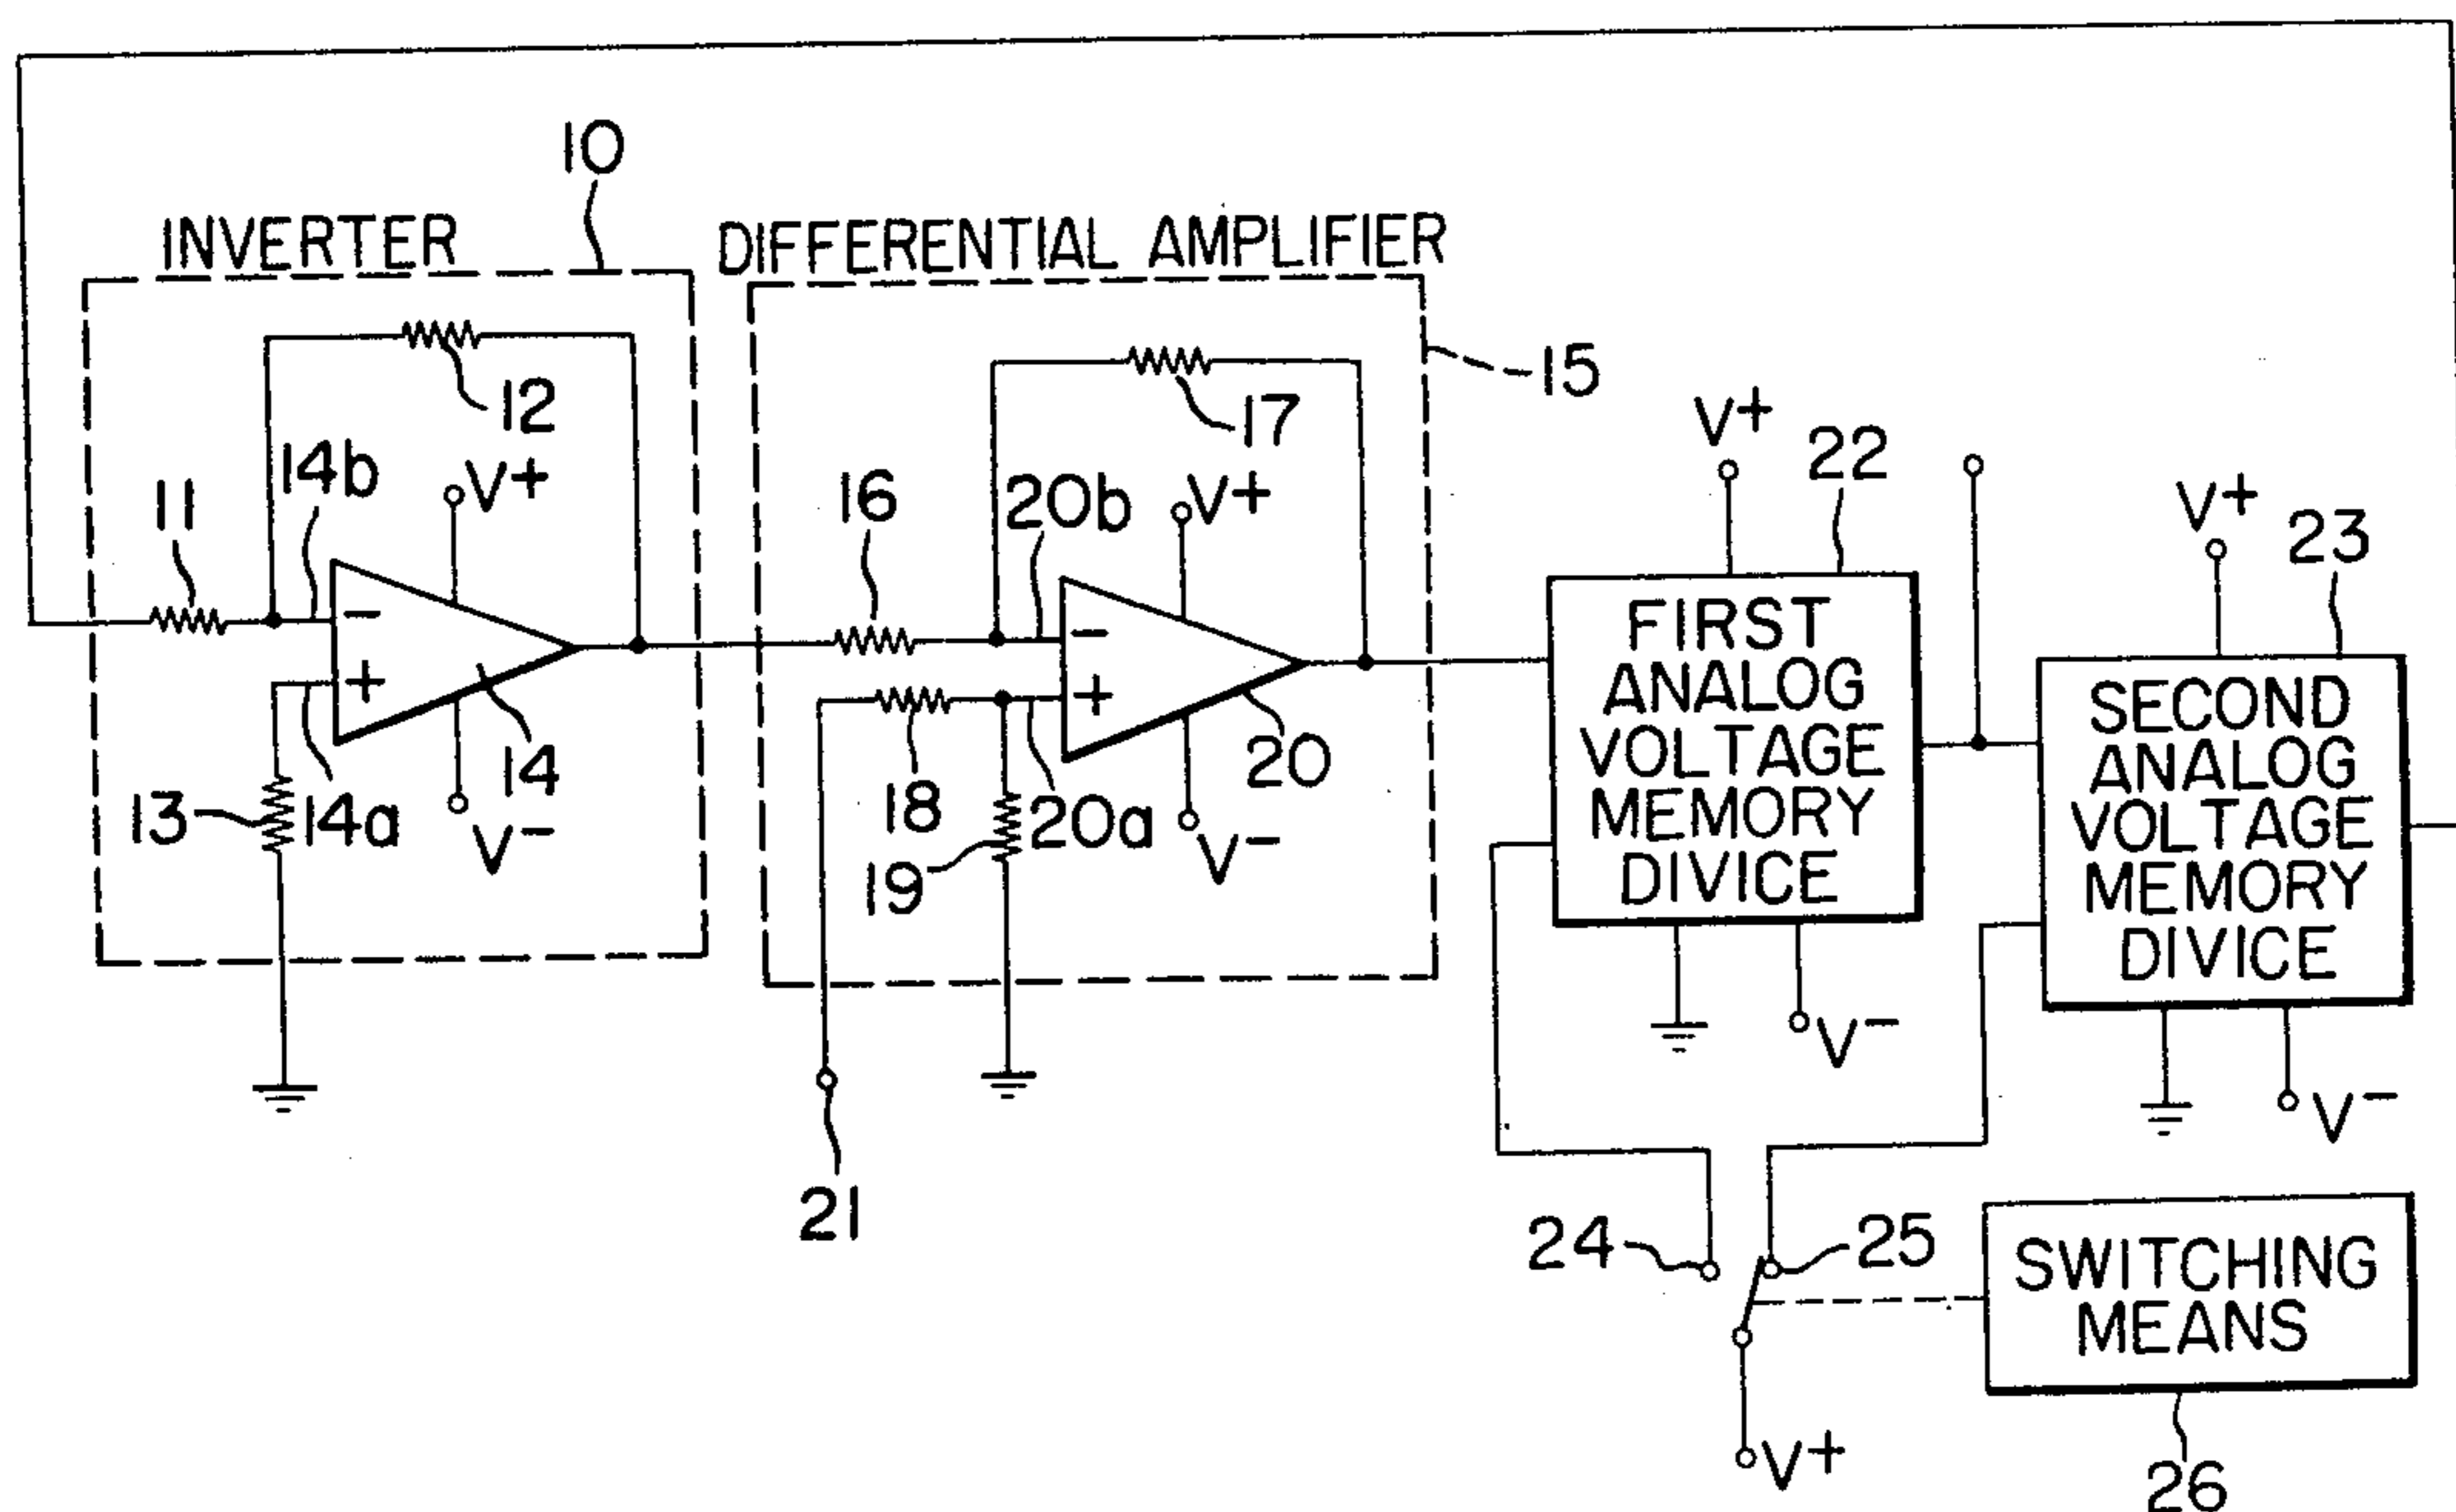 10
INVERTER
DIFFERENTIAL AMPLIFIER
12
17
15
V+
22
14b
V+
11
16
20b
V+
V+
23
−
+
−
+
FIRST
ANALOG
VOLTAGE
MEMORY
DIVICE
SECOND
ANALOG
VOLTAGE
MEMORY
DIVICE
13
14a
14
V−
18
19
20a
20
V−
V−
V−
21
24
25
SWITCHING
MEANS
V+
26